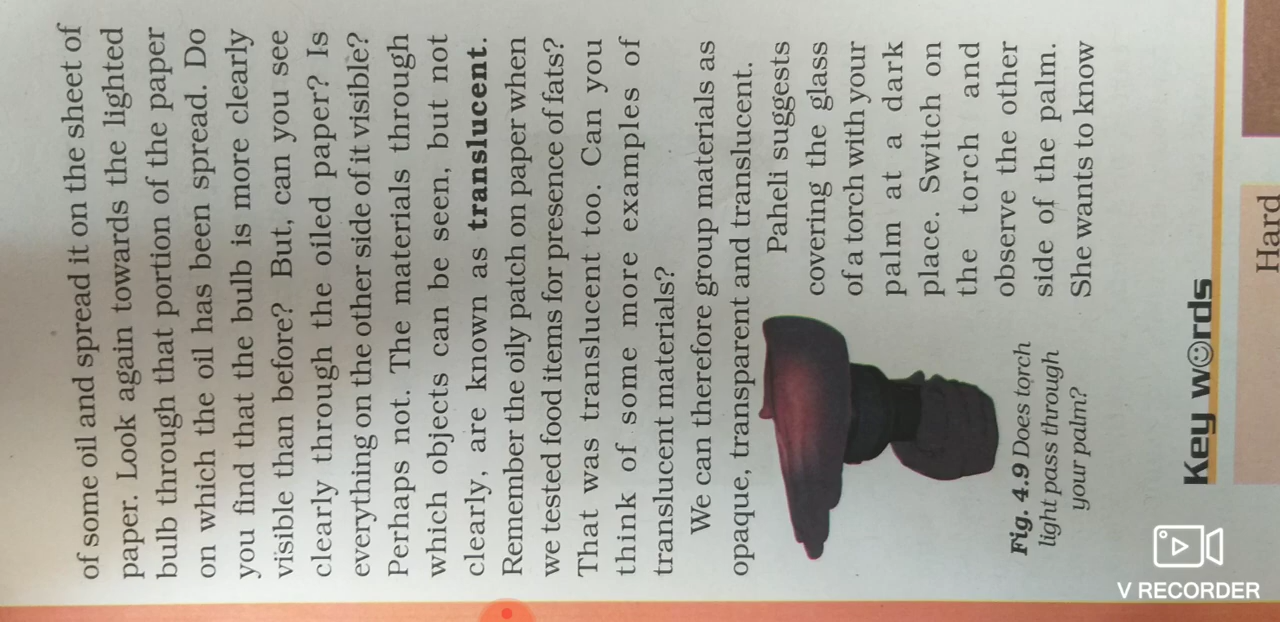 of some oil and spread it on the sheet of
paper. Look again towards the lighted
bulb through that portion of the paper
on which the oil has been spread. Do
you find that the bulb is more clearly
visible than before? But, can you see
clearly through the oiled paper? Is
everything on the other side of it visible?
Perhaps not. The materials through
which objects can be seen, but not
clearly, are known as translucent.
Remember the oily patch on paper when
we tested food items for presence of fats?
That was translucent too. Can you
think of some more examples of
translucent materials?
We can therefore group materials as
opaque, transparent and translucent.
Paheli suggests
covering the glass
of a torch with your
palm at a dark
place. Switch on
the torch and
observe the other
side of the palm.
She wants to know
Fig. 4.9 Does torch
light pass through
your palm?
Key words
Hard
V RECORDER